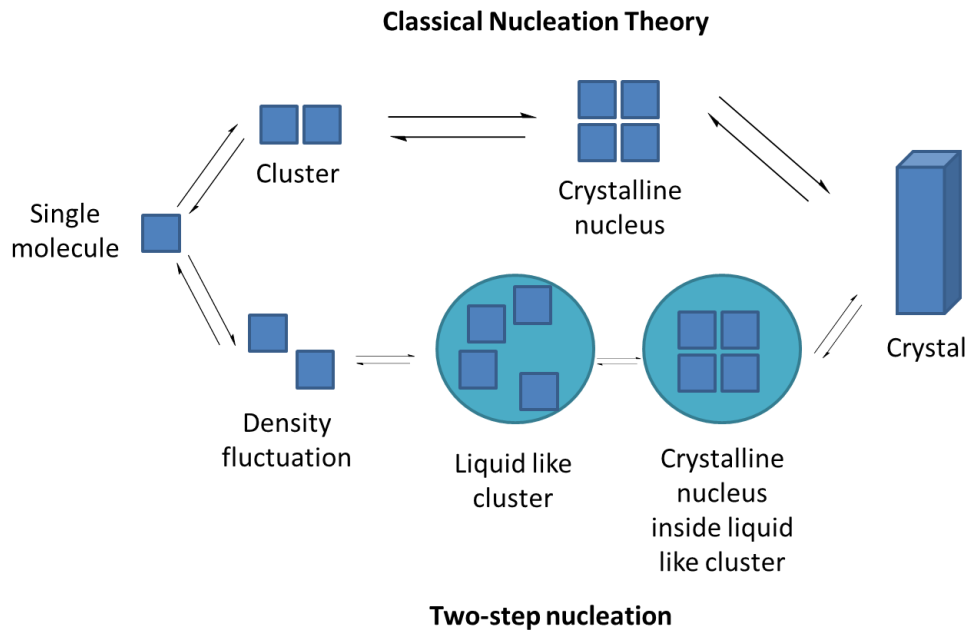 Classical Nucleation Theory
Cluster
Crystalline
nucleus
Single
molecule
Crystal
Density
fluctuation
Liquid like
cluster
Crystalline
nucleus
inside liquid
like cluster
Two-step nucleation